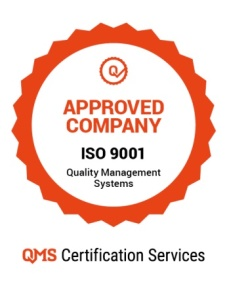 APPROVED
COMPANY
ISO 9001
Quality Management
Systems
QMS Certification Services